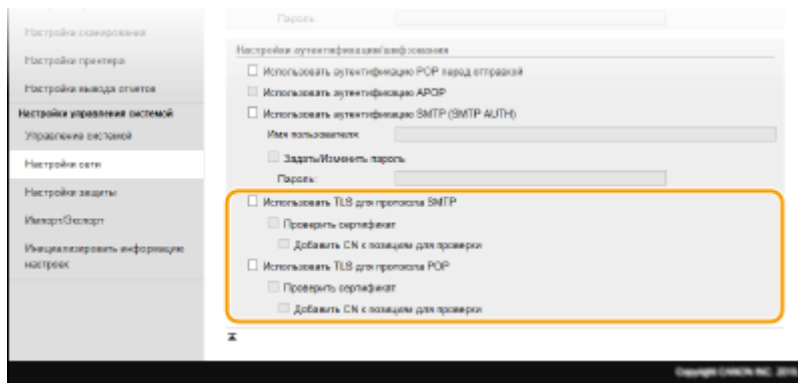 Пароль:
Настройки сканирования
Настройки принтера
Настройки вывода отчетов
Настройки управления системой
Управление системой
Настройки сети
Настройки защиты
Импорт/Экспорт
Инициализировать информацию
настроек
Настройки аутентификации/шифрования
Использовать аутентификацию POP перед отправкой
Использовать аутентификацию APOP
Использовать аутентификацию SMTP (SMTP AUTH)
Имя пользователя:
Задать/Изменить пароль
Пароль:
Использовать TLS для протокола SMTP
Проверить сертификат
Добавить CN к позициям для проверки
Использовать TLS для протокола POP
Проверить сертификат
Добавить CN к позициям для проверки
Copyright CANON INC.